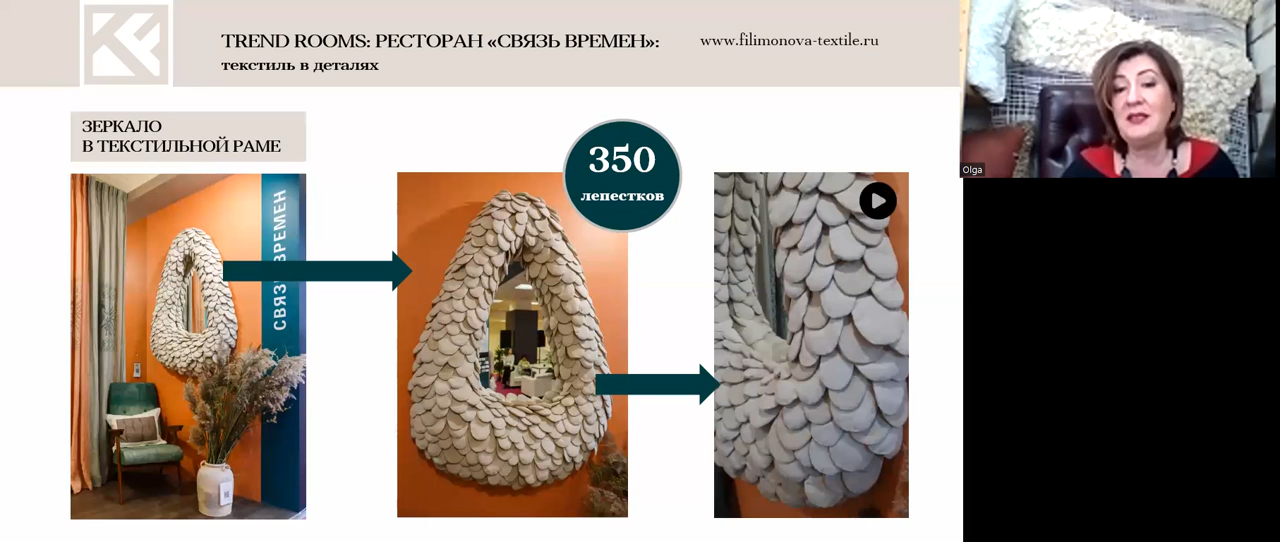 TREND ROOMS: РЕСТОРАН «СВЯЗЬ ВРЕМЕН»:
www.filimonova-textile.ru
текстиль в деталях
Olga
ЗЕРКАЛО
В ТЕКСТИЛЬНОЙ РАМЕ
350
лепестков
СВЯЗЬ ВРЕМЕН